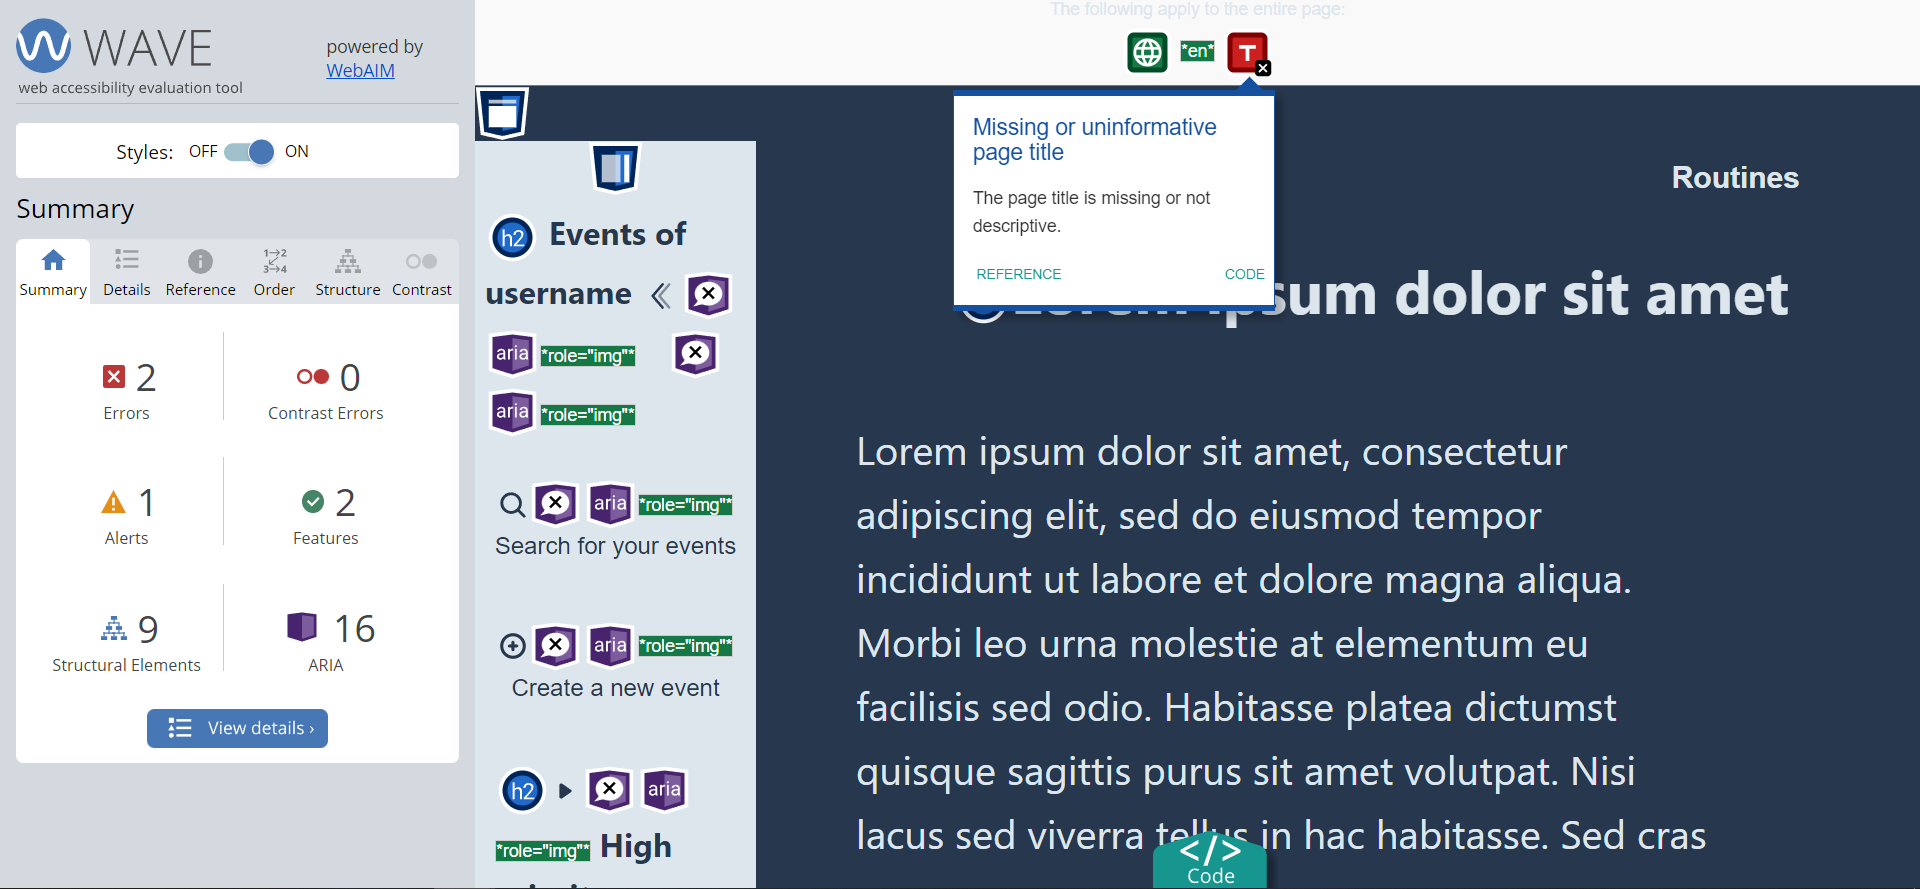 WAVE
web accessibility evaluation tool
powered by
WebAIM
Styles: OFF ON
Summary
Summary Details Reference Order Structure Contrast
2
Errors
0
Contrast Errors
1
Alerts
2
Features
9
Structural Elements
16
ARIA
View details ›
The following apply to the entire page:
*en* T
Missing or uninformative
page title
The page title is missing or not
descriptive.
REFERENCE CODE
h2 Events of
username
aria *role="img"*
aria *role="img"*
aria *role="img"*
Search for your events
aria *role="img"*
Create a new event
h2 aria
*role="img"* High
Routines
sum dolor sit amet
Lorem ipsum dolor sit amet, consectetur
adipiscing elit, sed do eiusmod tempor
incididunt ut labore et dolore magna aliqua.
Morbi leo urna molestie at elementum eu
facilisis sed odio. Habitasse platea dictumst
quisque sagittis purus sit amet volutpat. Nisi
lacus sed viverra tellus in hac habitasse. Sed cras
</> 
Code